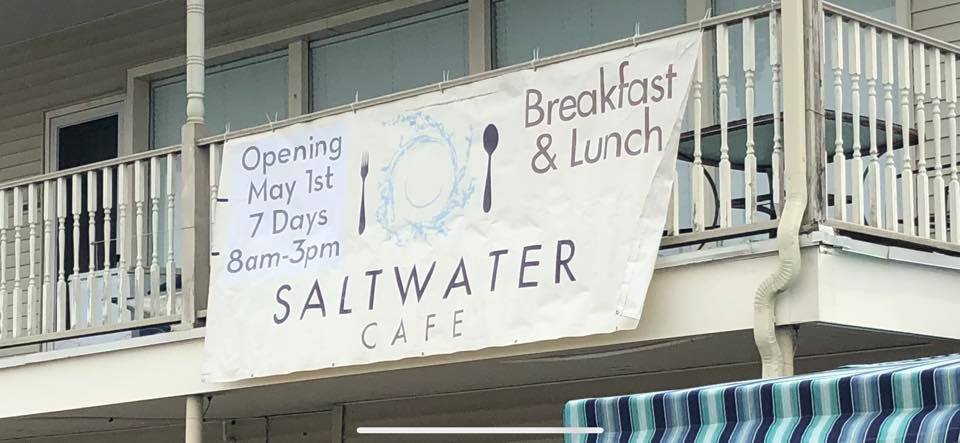 Opening
May 1st
7 Days
8am-3pm
Breakfast
& Lunch
SALTWATER
CAFE